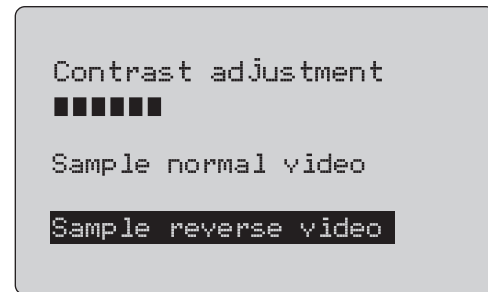 Contrast adjustment
Sample normal video
Sample reverse video